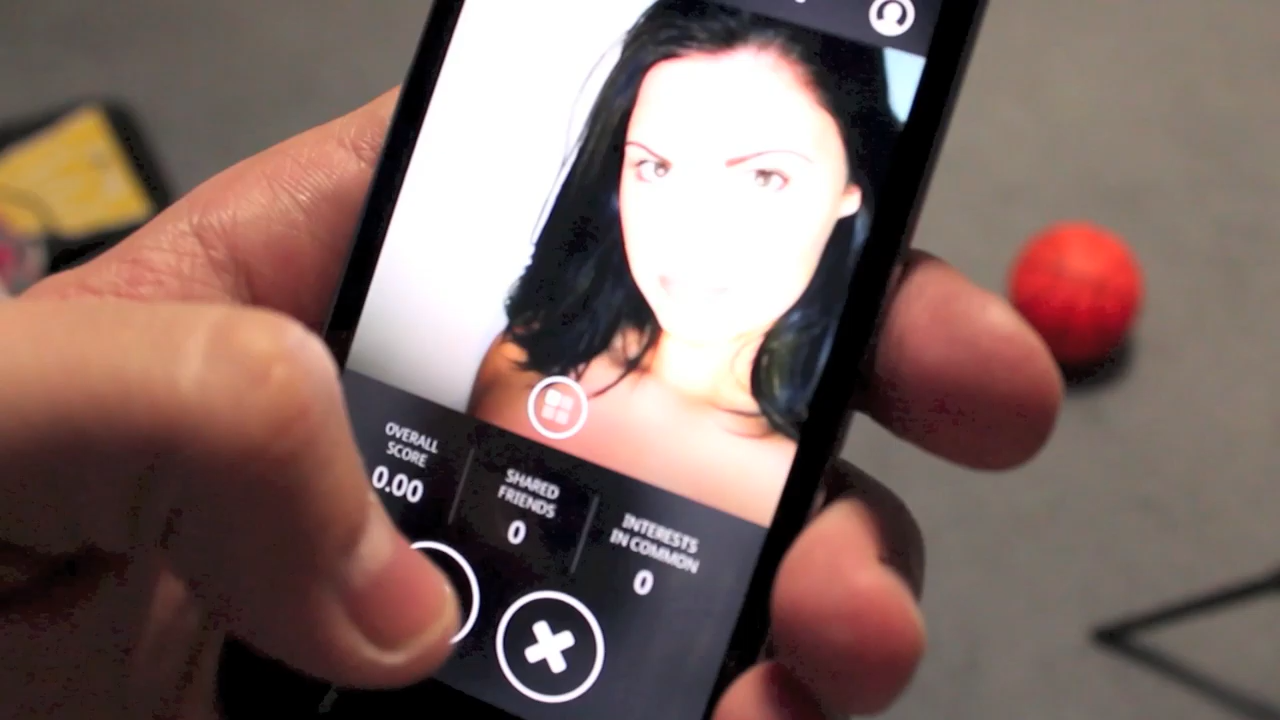 OVERALL
SCORE
0.00
SHARED
FRIENDS
0
INTERESTS
IN COMMON
0